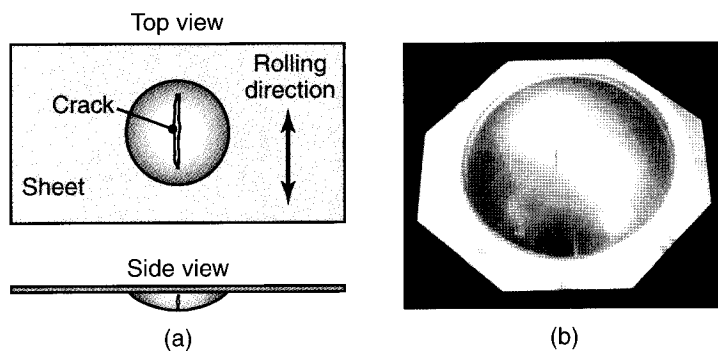 Top view
Rolling
direction
Crack
Sheet
Side view
(a)
(b)